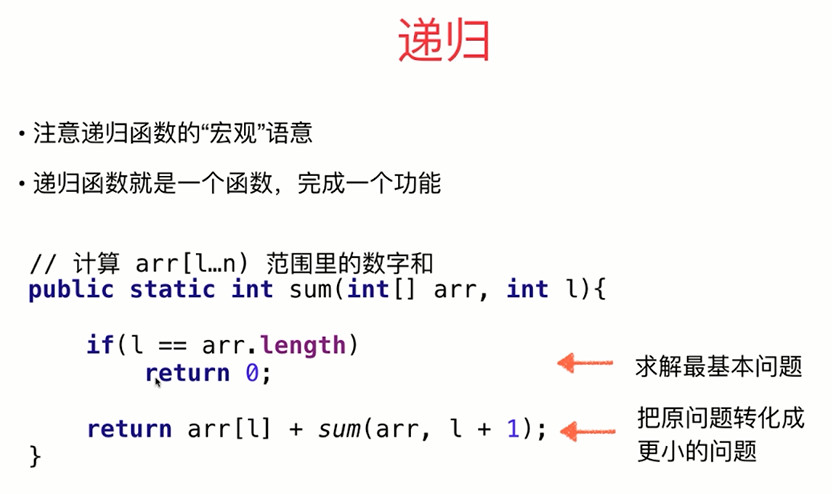 递归
• 注意递归函数的“宏观”语意
• 递归函数就是一个函数，完成一个功能
// 计算 arr[l…n) 范围里的数字和
public static int sum(int[] arr, int l){
if(l == arr.length)
return 0;
求解最基本问题
return arr[l] + sum(arr, l + 1);
把原问题转化成
更小的问题
}